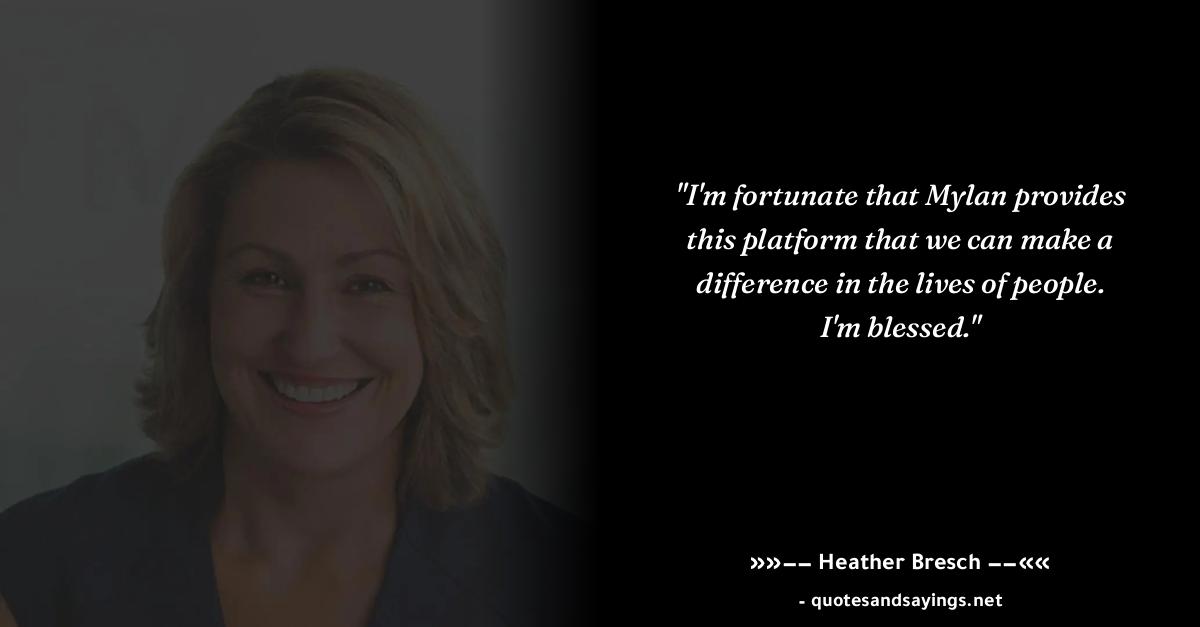 "I'm fortunate that Mylan provides
this platform that we can make a
difference in the lives of people.
I'm blessed."
»»−− Heather Bresch −−««
- quotesandsayings.net